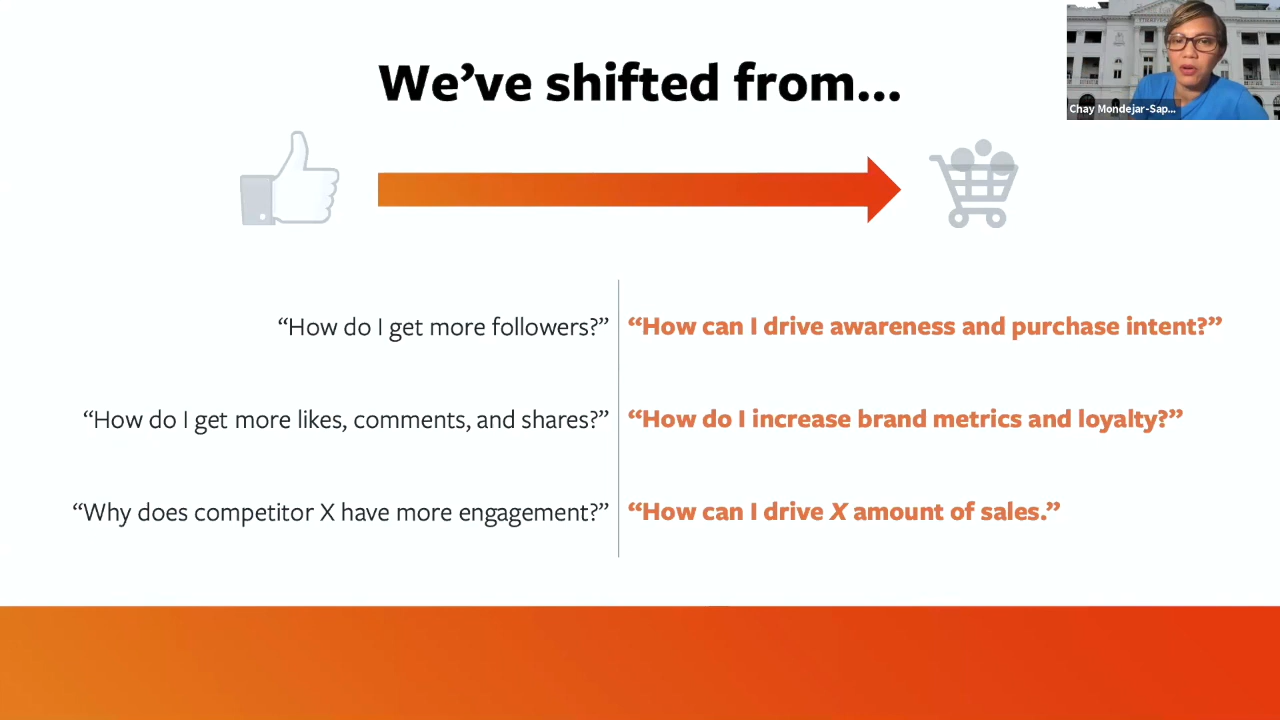 We’ve shifted from...
Chay Mondejar-Sap...
“How do I get more followers?”
“How can I drive awareness and purchase intent?”
“How do I get more likes, comments, and shares?”
“How do I increase brand metrics and loyalty?”
“Why does competitor X have more engagement?”
“How can I drive X amount of sales.”